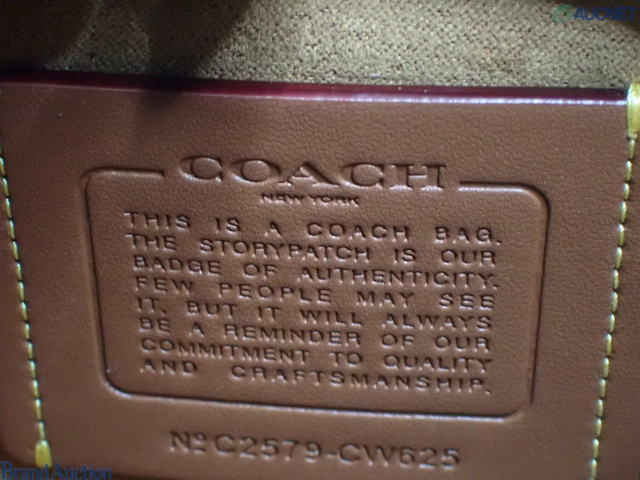 AUCNET
COACH
NEW YORK
THIS IS A COACH BAG.
THE STORYPATCH IS OUR
BADGE OF AUTHENTICITY.
FEW PEOPLE MAY SEE
IT, BUT IT WILL ALWAYS
BE A REMINDER OF OUR
COMMITMENT TO QUALITY
AND CRAFTSMANSHIP.
Nº C2579-CW625
Brand Auction